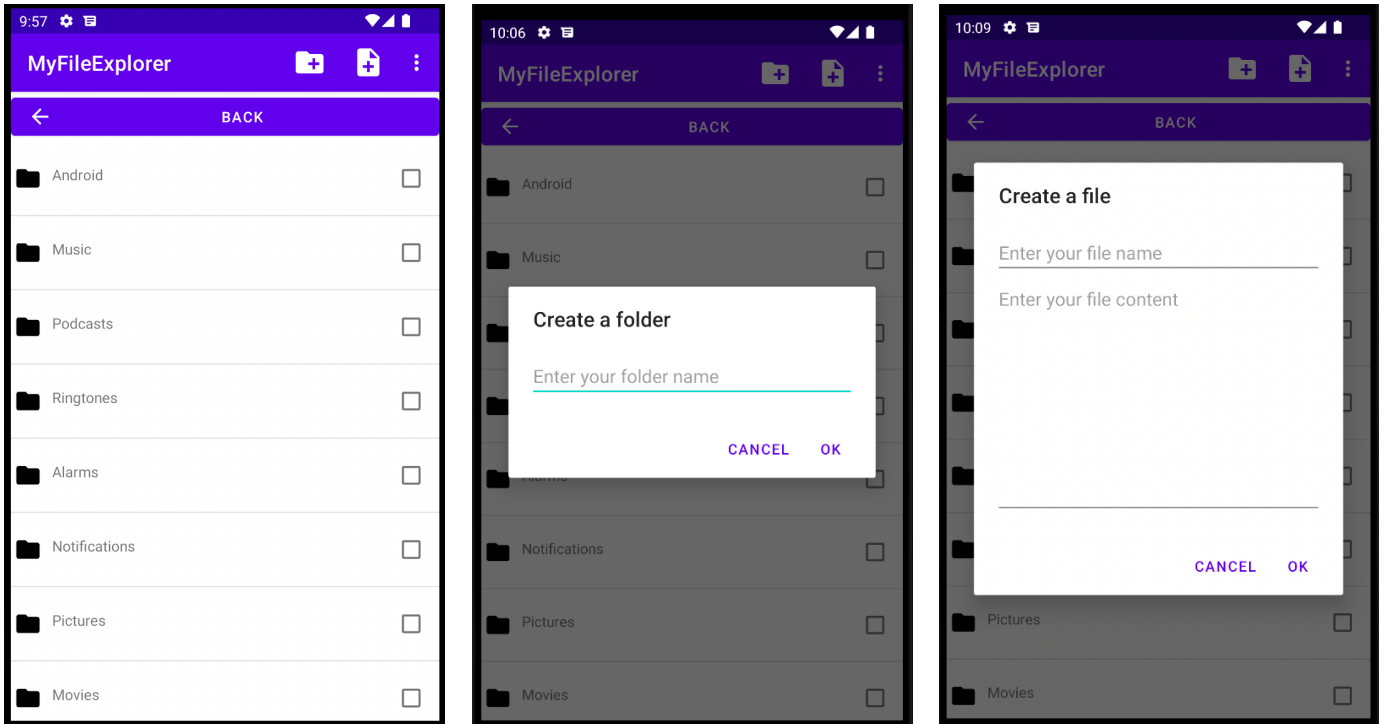 9:57
MyFileExplorer
BACK
Android
Music
Podcasts
Ringtones
Alarms
Notifications
Pictures
Movies
10:06
MyFileExplorer
BACK
Android
Music
Create a folder
Enter your folder name
CANCEL OK
Alarms
Notifications
Pictures
Movies
10:09
MyFileExplorer
BACK
Create a file
Enter your file name
Enter your file content
CANCEL OK
Pictures
Movies